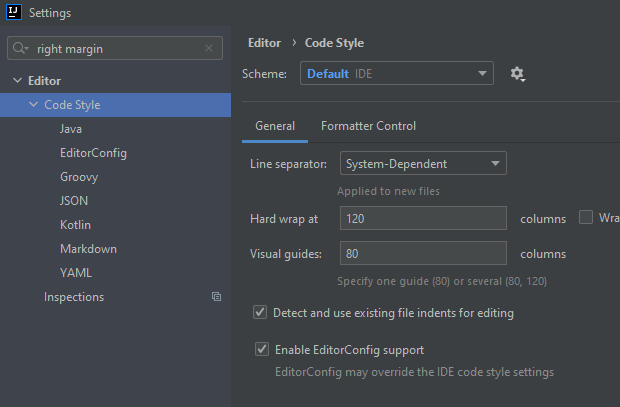 IJ
Settings
right margin
Editor
Code Style
Java
EditorConfig
Groovy
JSON
Kotlin
Markdown
YAML
Inspections
Editor › Code Style
Scheme: Default IDE
General Formatter Control
Line separator: System-Dependent
Applied to new files
Hard wrap at 120 columns Wra
Visual guides: 80 columns
Specify one guide (80) or several (80, 120)
Detect and use existing file indents for editing
Enable EditorConfig support
EditorConfig may override the IDE code style settings